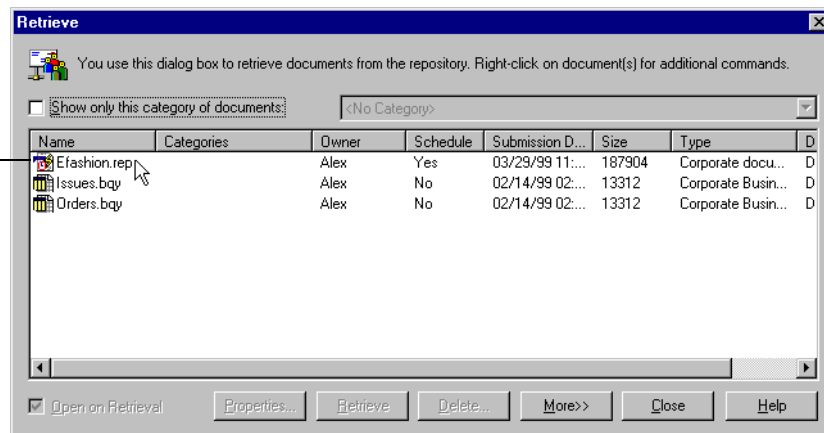 Retrieve
You use this dialog box to retrieve documents from the repository. Right-click on document(s) for additional commands.
Show only this category of documents: <No Category>
Name Categories Owner Schedule Submission D... Size Type D
Efashion.rep Alex Yes 03/29/99 11:... 187904 Corporate docu... D
Issues.bqy Alex No 02/14/99 02:... 13312 Corporate Busin... D
Orders.bqy Alex No 02/14/99 02:... 13312 Corporate Busin... D
Open on Retrieval Properties... Retrieve Delete... More>> Close Help